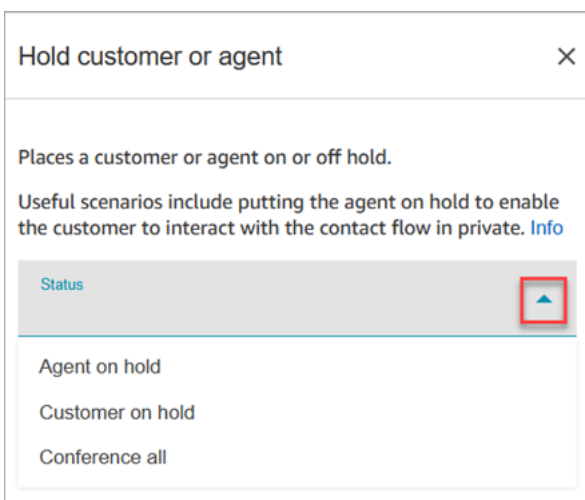 Hold customer or agent
Places a customer or agent on or off hold.
Useful scenarios include putting the agent on hold to enable
the customer to interact with the contact flow in private. Info
Status
Agent on hold
Customer on hold
Conference all